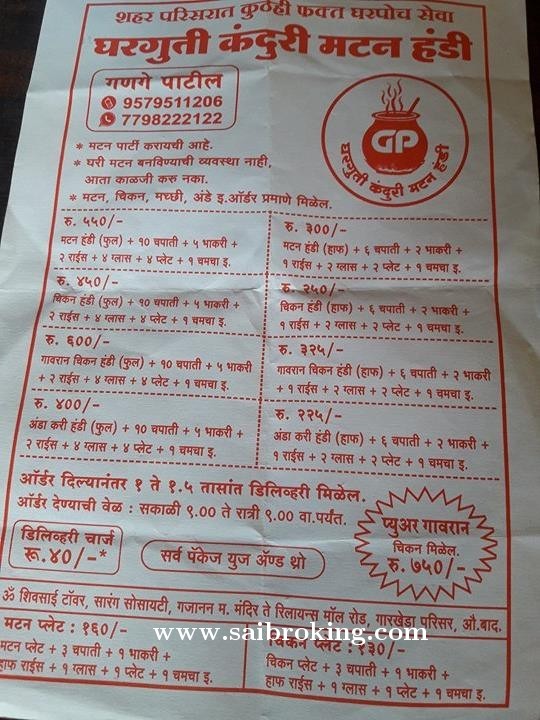 शहर परिसरात कुठेही फक्त घरपोच सेवा
घरगुती कंदुरी मटन हंडी
गणगे पाटील
9579511206
7798222122
GP
घरगुती कंदुरी मटन हंडी
* मटन पार्टी करायची आहे.
* घरी मटन बनविण्याची व्यवस्था नाही,
आता काळजी करु नका.
* मटन, चिकन, मच्छी, अंडे इ.ऑर्डर प्रमाणे मिळेल.
रु. ५५०/-
मटन हंडी (फुल) + १० चपाती + ५ भाकरी +
२ राईस + ४ ग्लास + ४ प्लेट + १ चमचा इ.
रु. ३००/-
मटन हंडी (हाफ) + ६ चपाती + २ भाकरी +
१ राईस + २ ग्लास + २ प्लेट + १ चमचा इ.
रु. ४५०/-
चिकन हंडी (फुल) + १० चपाती + ५ भाकरी +
२ राईस + ४ ग्लास + ४ प्लेट + १ चमचा इ.
रु. २५०/-
चिकन हंडी (हाफ) + ६ चपाती + २ भाकरी +
१ राईस + २ ग्लास + २ प्लेट + १ चमचा इ.
रु. ६००/-
गावरान चिकन हंडी (फुल) + १० चपाती + ५ भाकरी
+ २ राईस + ४ ग्लास + ४ प्लेट + १ चमचा इ.
रु. ३२५/-
गावरान चिकन हंडी (हाफ) + ६ चपाती + २ भाकरी
+ १ राईस + २ ग्लास + २ प्लेट + १ चमचा इ.
रु. ४००/-
अंडा करी हंडी (फुल) + १० चपाती + ५ भाकरी +
२ राईस + ४ ग्लास + ४ प्लेट + १ चमचा इ.
रु. २२५/-
अंडा करी हंडी (हाफ) + ६ चपाती + २ भाकरी +
१ राईस + २ ग्लास + २ प्लेट + १ चमचा इ.
ऑर्डर दिल्यानंतर १ ते १.५ तासांत डिलिव्हरी मिळेल.
ऑर्डर देण्याची वेळ : सकाळी ९.०० ते रात्री ९.०० वा.पर्यंत.
डिलिव्हरी चार्ज
रू.४०/-*
सर्व पॅकेज युज अ‍ॅण्ड थ्रो
प्युअर गावरान
चिकन मिळेल.
रु. ७५०/-
ॐ शिवसाई टॉवर, सारंग सोसायटी, गजानन म. मंदिर ते रिलायन्स मॉल रोड, गारखेडा परिसर, औ.बाद.
मटन प्लेट : १६०/-
मटन प्लेट + ३ चपाती + १ भाकरी +
हाफ राईस + १ ग्लास + १ प्लेट + १ चमचा इ.
चिकन प्लेट : १३०/-
चिकन प्लेट + ३ चपाती + १ भाकरी +
हाफ राईस + १ ग्लास + १ प्लेट + १ चमचा इ.
www.saibroking.com